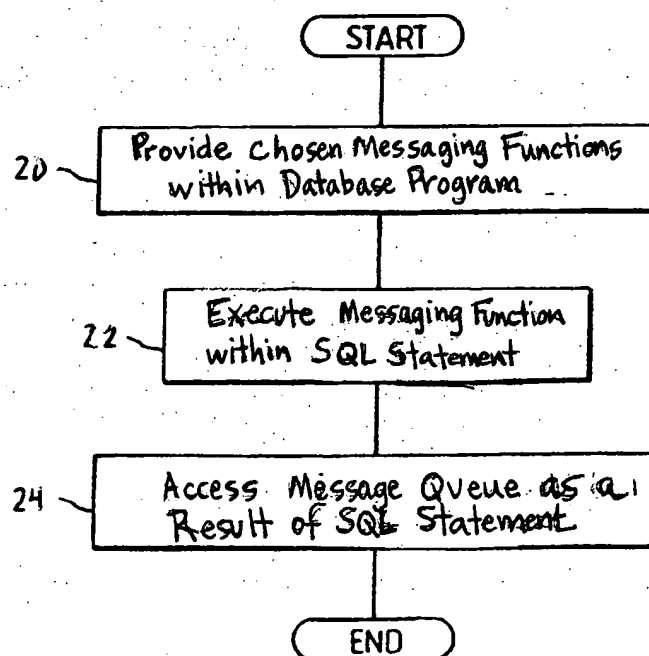 START
20
Provide Chosen Messaging Functions
within Database Program
22
Execute Messaging Function
within SQL Statement
24
Access Message Queue as a
Result of SQL Statement
END